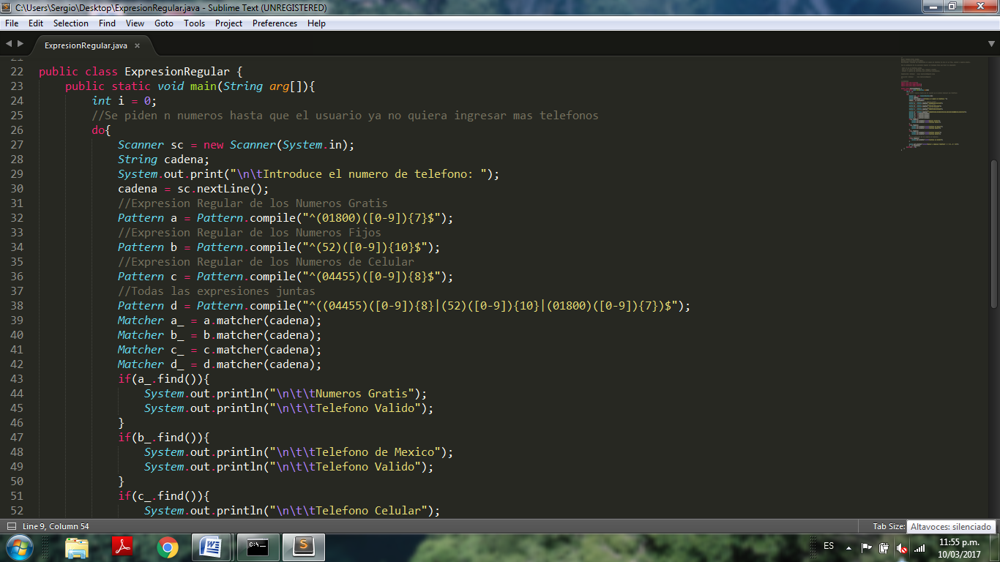 C:\Users\Sergio\Desktop\ExpresionRegular.java - Sublime Text (UNREGISTERED)
File Edit Selection Find View Goto Tools Project Preferences Help
ExpresionRegular.java ×
21
22 public class ExpresionRegular {
23 public static void main(String arg[]){
24 int i = 0;
25 //Se piden n numeros hasta que el usuario ya no quiera ingresar mas telefonos
26 do{
27 Scanner sc = new Scanner(System.in);
28 String cadena;
29 System.out.print("\n\tIntroduce el numero de telefono: ");
30 cadena = sc.nextLine();
31 //Expresion Regular de los Numeros Gratis
32 Pattern a = Pattern.compile("^(01800)([0-9]){7}$");
33 //Expresion Regular de los Numeros Fijos
34 Pattern b = Pattern.compile("^(52)([0-9]){10}$");
35 //Expresion Regular de los Numeros de Celular
36 Pattern c = Pattern.compile("^(04455)([0-9]){8}$");
37 //Todas las expresiones juntas
38 Pattern d = Pattern.compile("^((04455)([0-9]){8}|(52)([0-9]){10}|(01800)([0-9]){7})$");
39 Matcher a_ = a.matcher(cadena);
40 Matcher b_ = b.matcher(cadena);
41 Matcher c_ = c.matcher(cadena);
42 Matcher d_ = d.matcher(cadena);
43 if(a_.find()){
44 System.out.println("\n\t\tNumeros Gratis");
45 System.out.println("\n\t\tTelefono Valido");
46 }
47 if(b_.find()){
48 System.out.println("\n\t\tTelefono de Mexico");
49 System.out.println("\n\t\tTelefono Valido");
50 }
51 if(c_.find()){
52 System.out.println("\n\t\tTelefono Celular");
Line 9, Column 54
Tab Size:
Altavoces: silenciado
ES
11:55 p.m.
10/03/2017